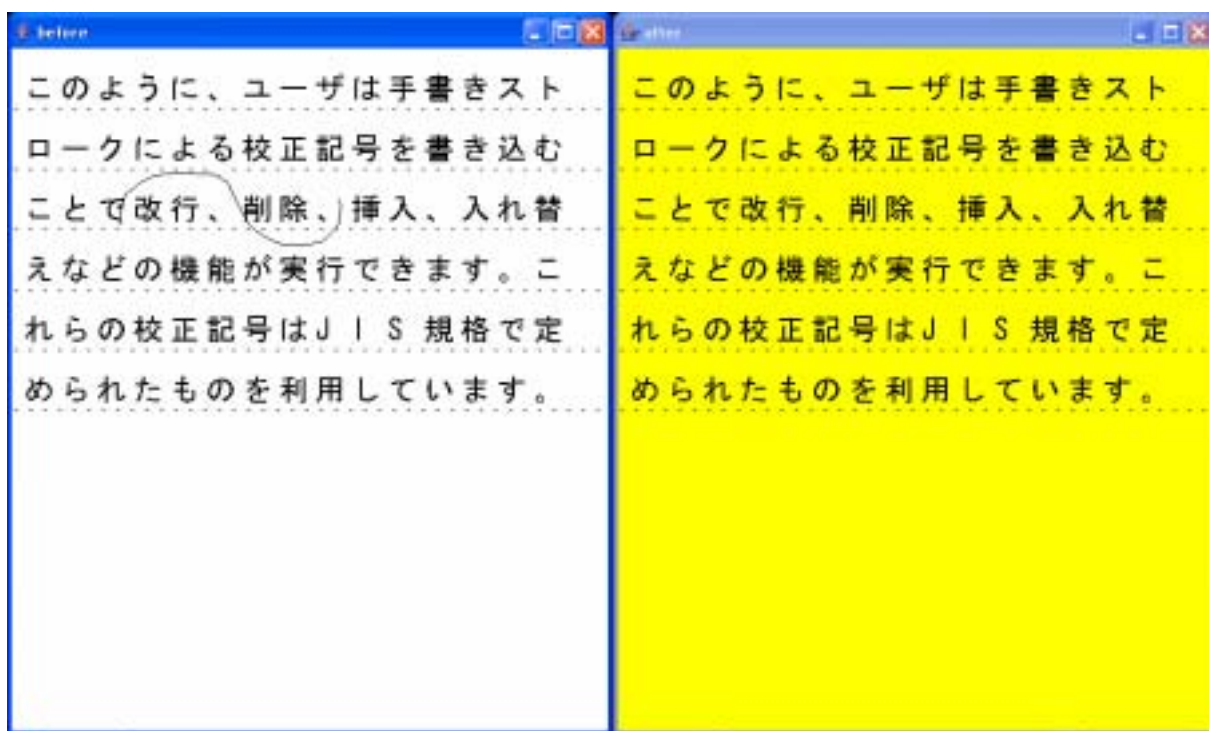 before
このように、ユーザは手書きスト
ロークによる校正記号を書き込む
ことで改行、削除、挿入、入れ替
えなどの機能が実行できます。こ
れらの校正記号はＪＩＳ規格で定
められたものを利用しています。
after
このように、ユーザは手書きスト
ロークによる校正記号を書き込む
ことで改行、削除、挿入、入れ替
えなどの機能が実行できます。こ
れらの校正記号はＪＩＳ規格で定
められたものを利用しています。